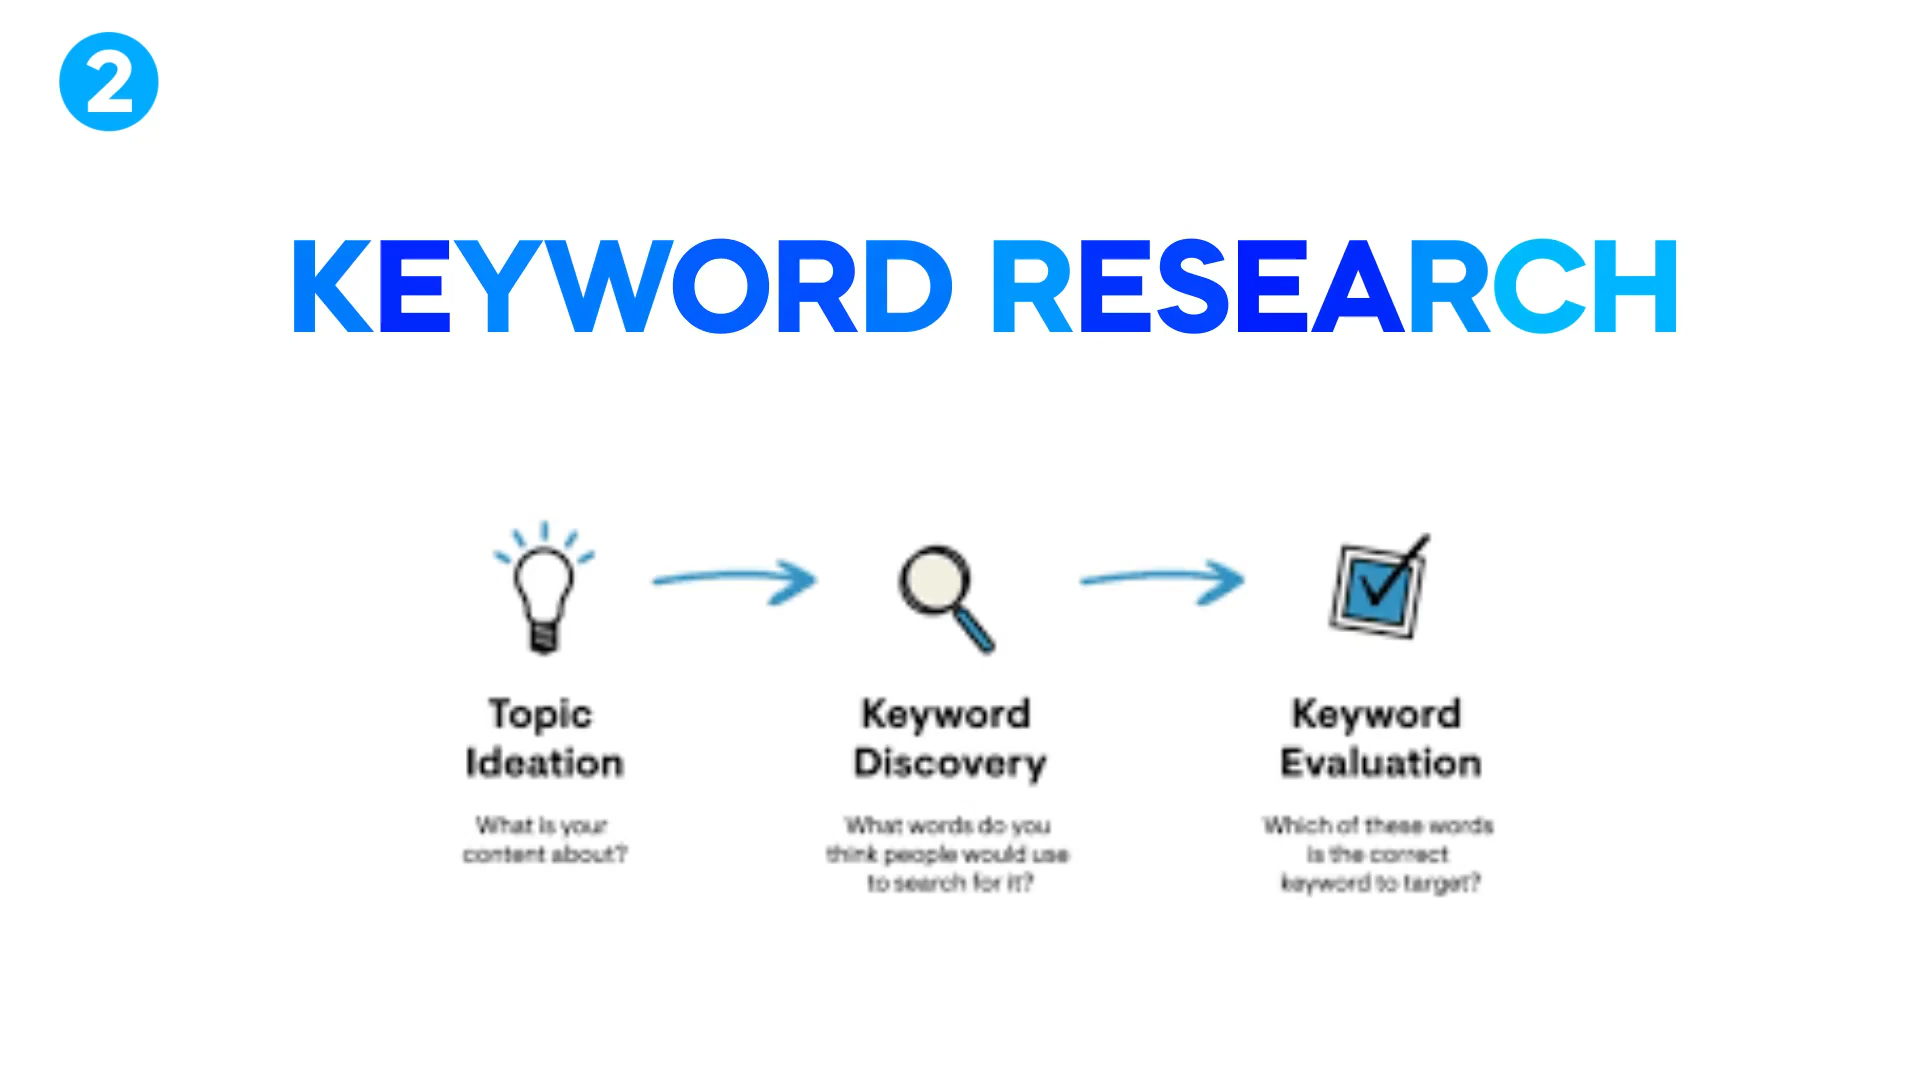 2
KEYWORD RESEARCH
Topic
Ideation
What is your
content about?
Keyword
Discovery
What words do you
think people would use
to search for it?
Keyword
Evaluation
Which of these words
is the correct
keyword to target?